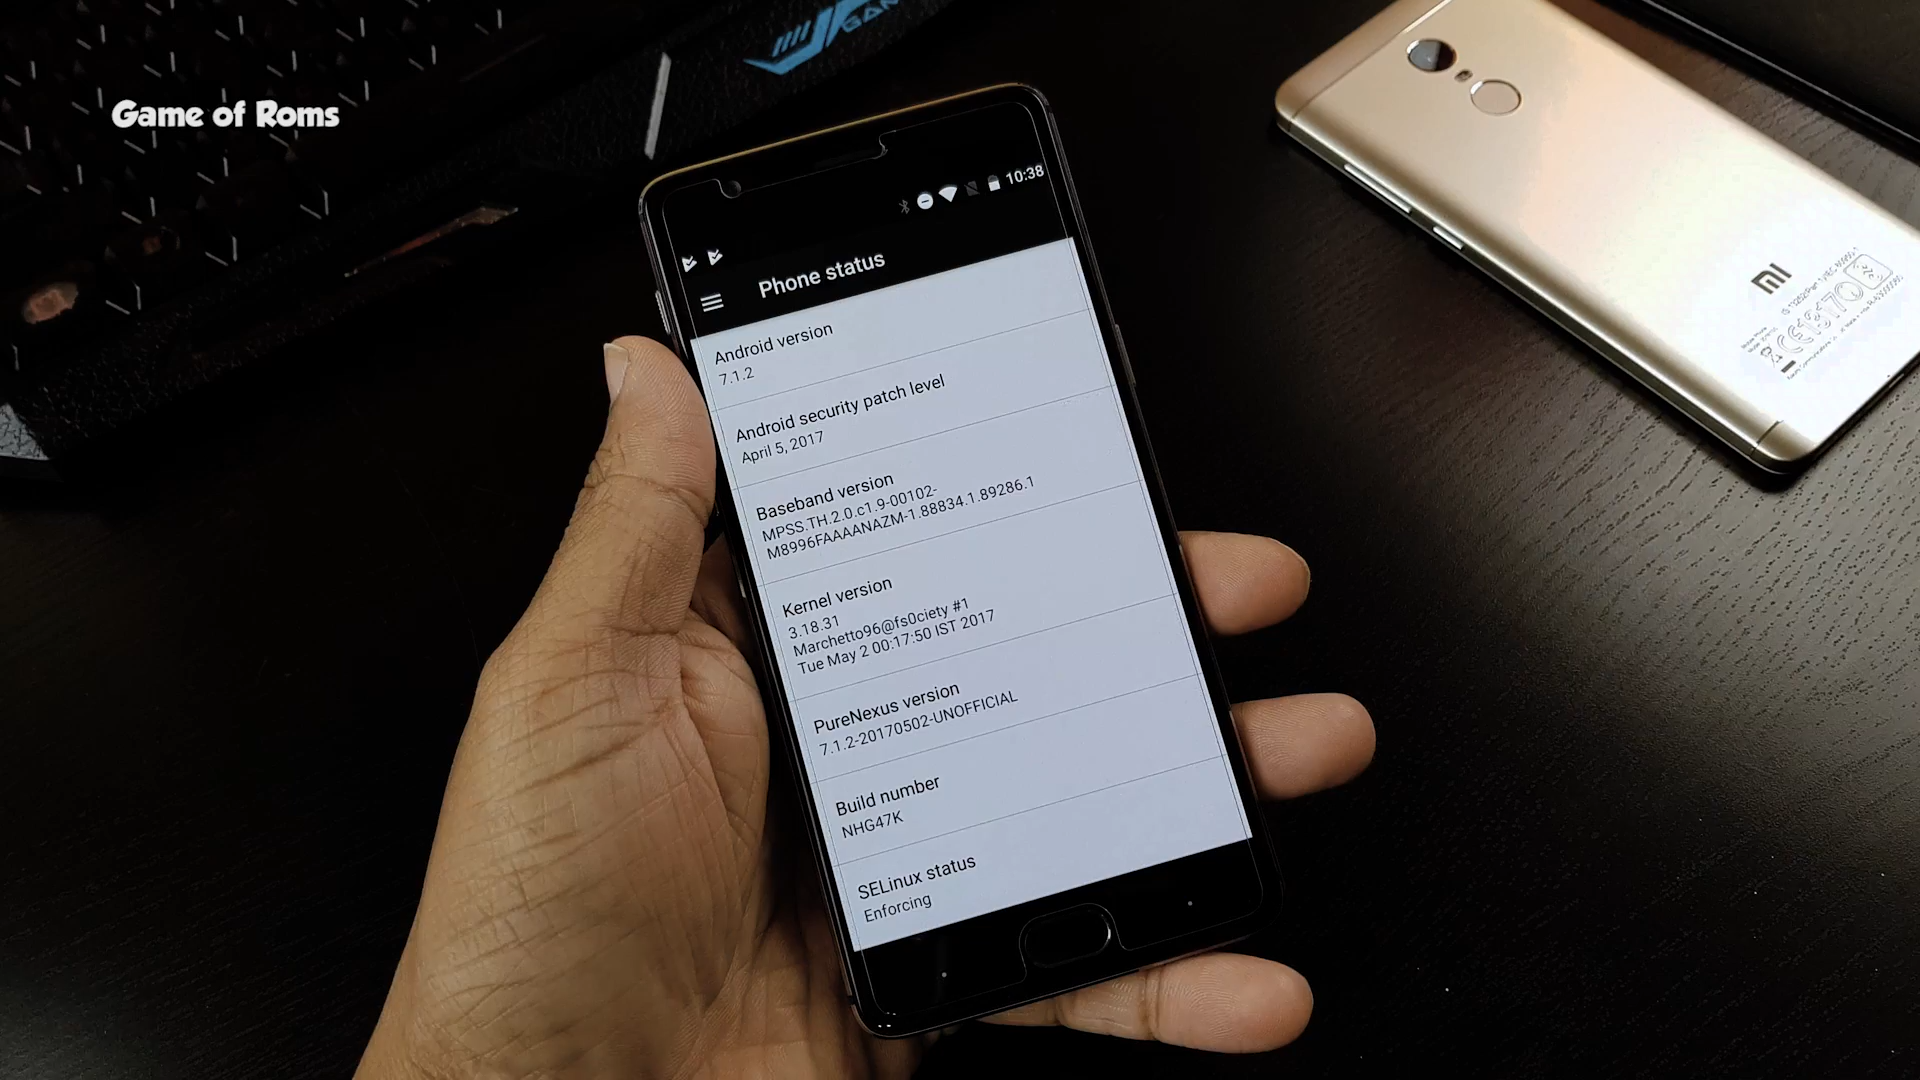 Game of Roms
GAM
10:38
Phone status
Android version
7.1.2
Android security patch level
April 5, 2017
Baseband version
MPSS.TH.2.0.c1.9-00102-
M8996FAAAANAZM-1.88834.1.89286.1
Kernel version
3.18.31
Marchetto96@fs0ciety #1
Tue May 2 00:17:50 IST 2017
PureNexus version
7.1.2-20170502-UNOFFICIAL
Build number
NHG47K
SELinux status
Enforcing
mi